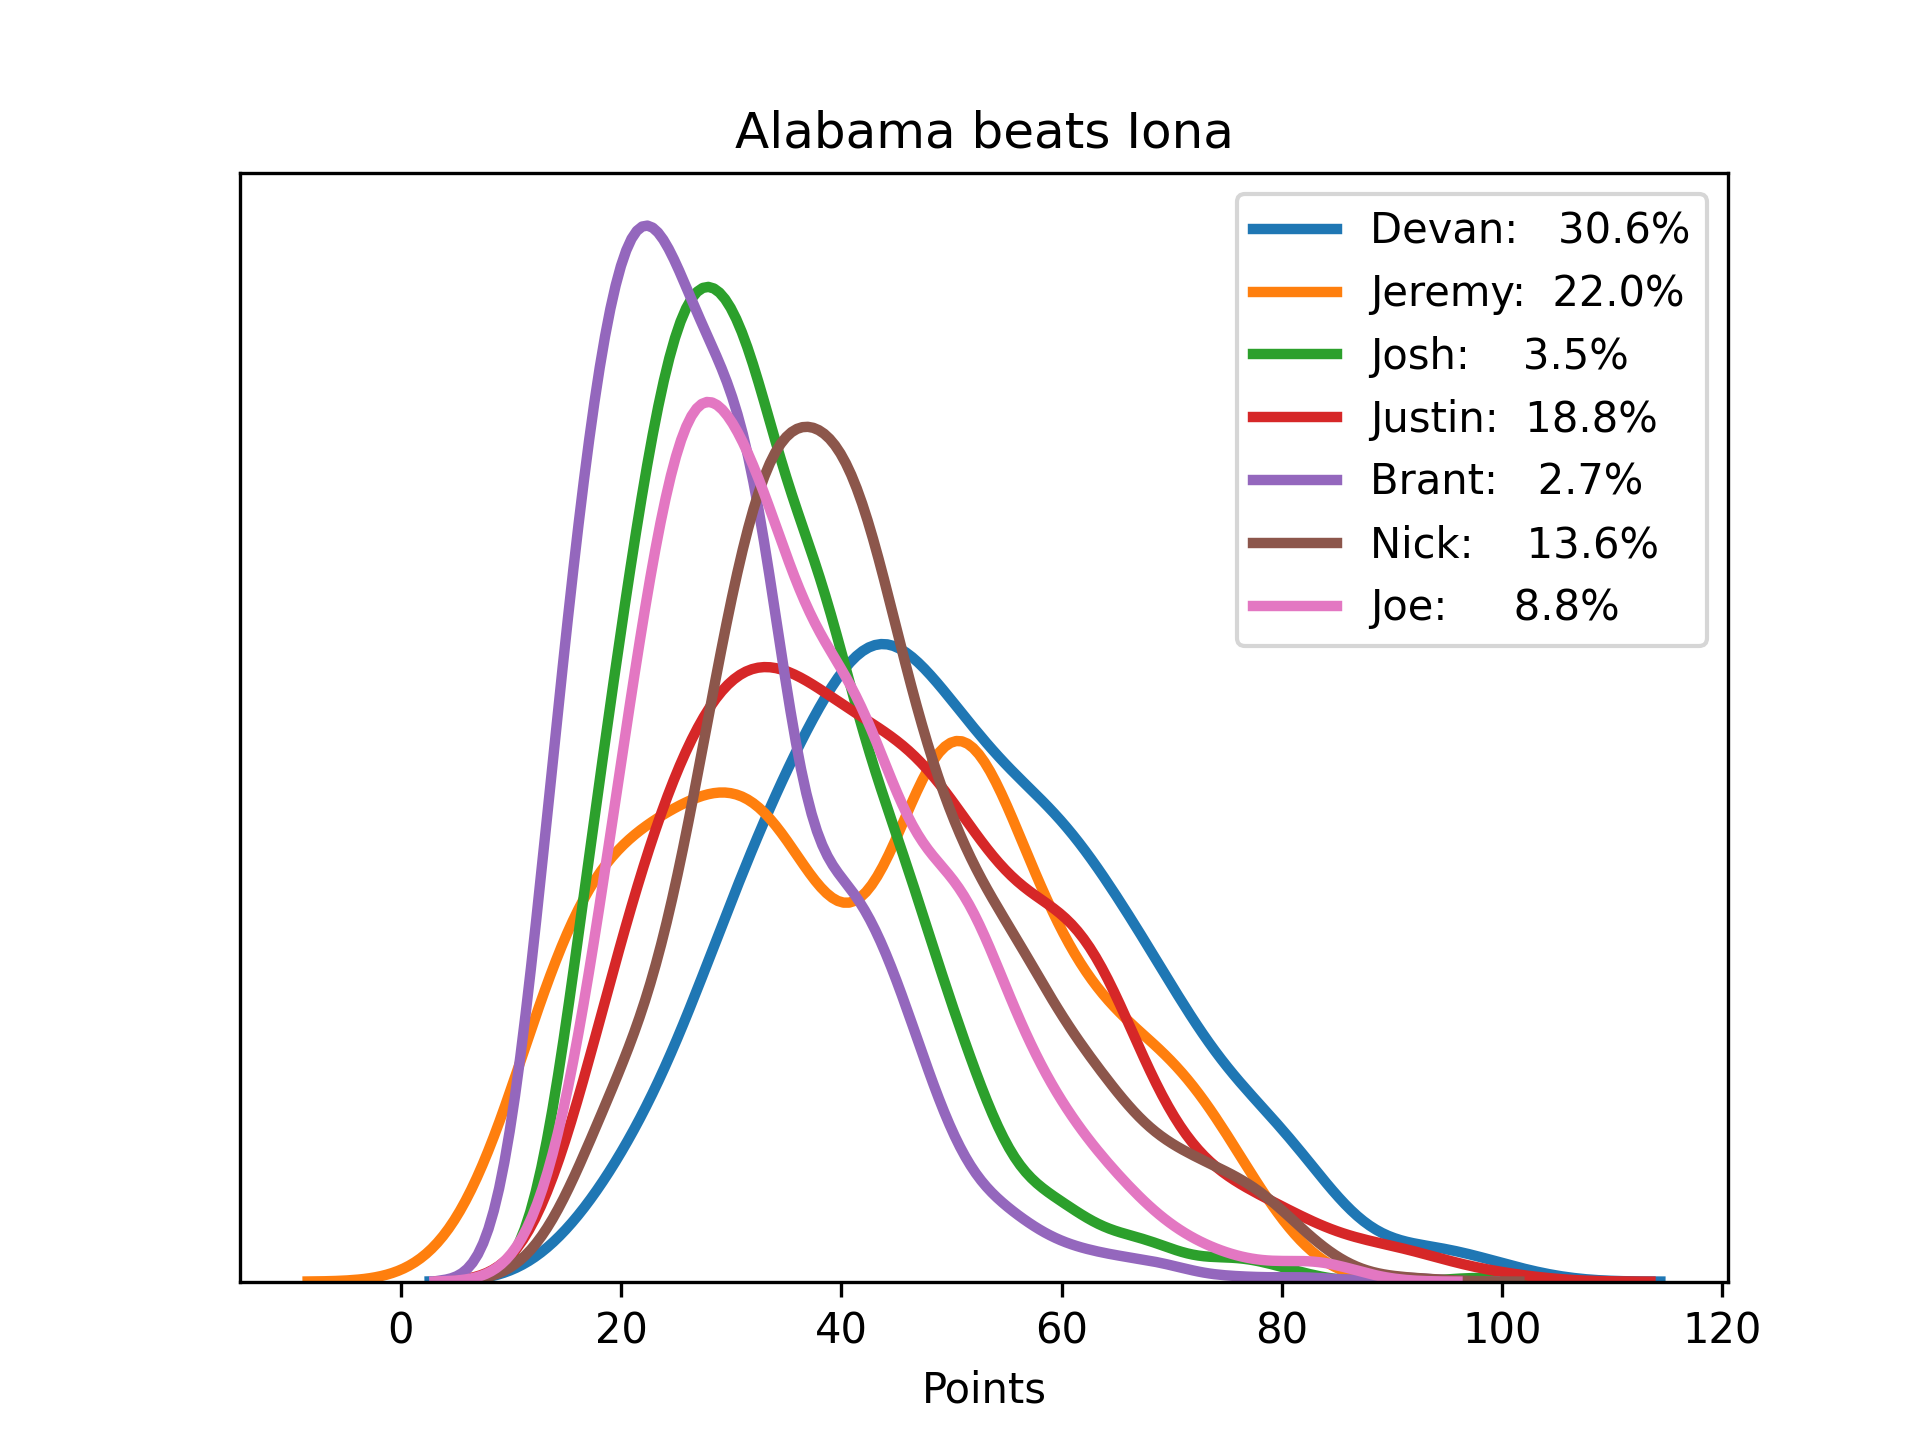 Alabama beats Iona
Devan: 30.6%
Jeremy: 22.0%
Josh: 3.5%
Justin: 18.8%
Brant: 2.7%
Nick: 13.6%
Joe: 8.8%
0 20 40 60 80 100 120
Points